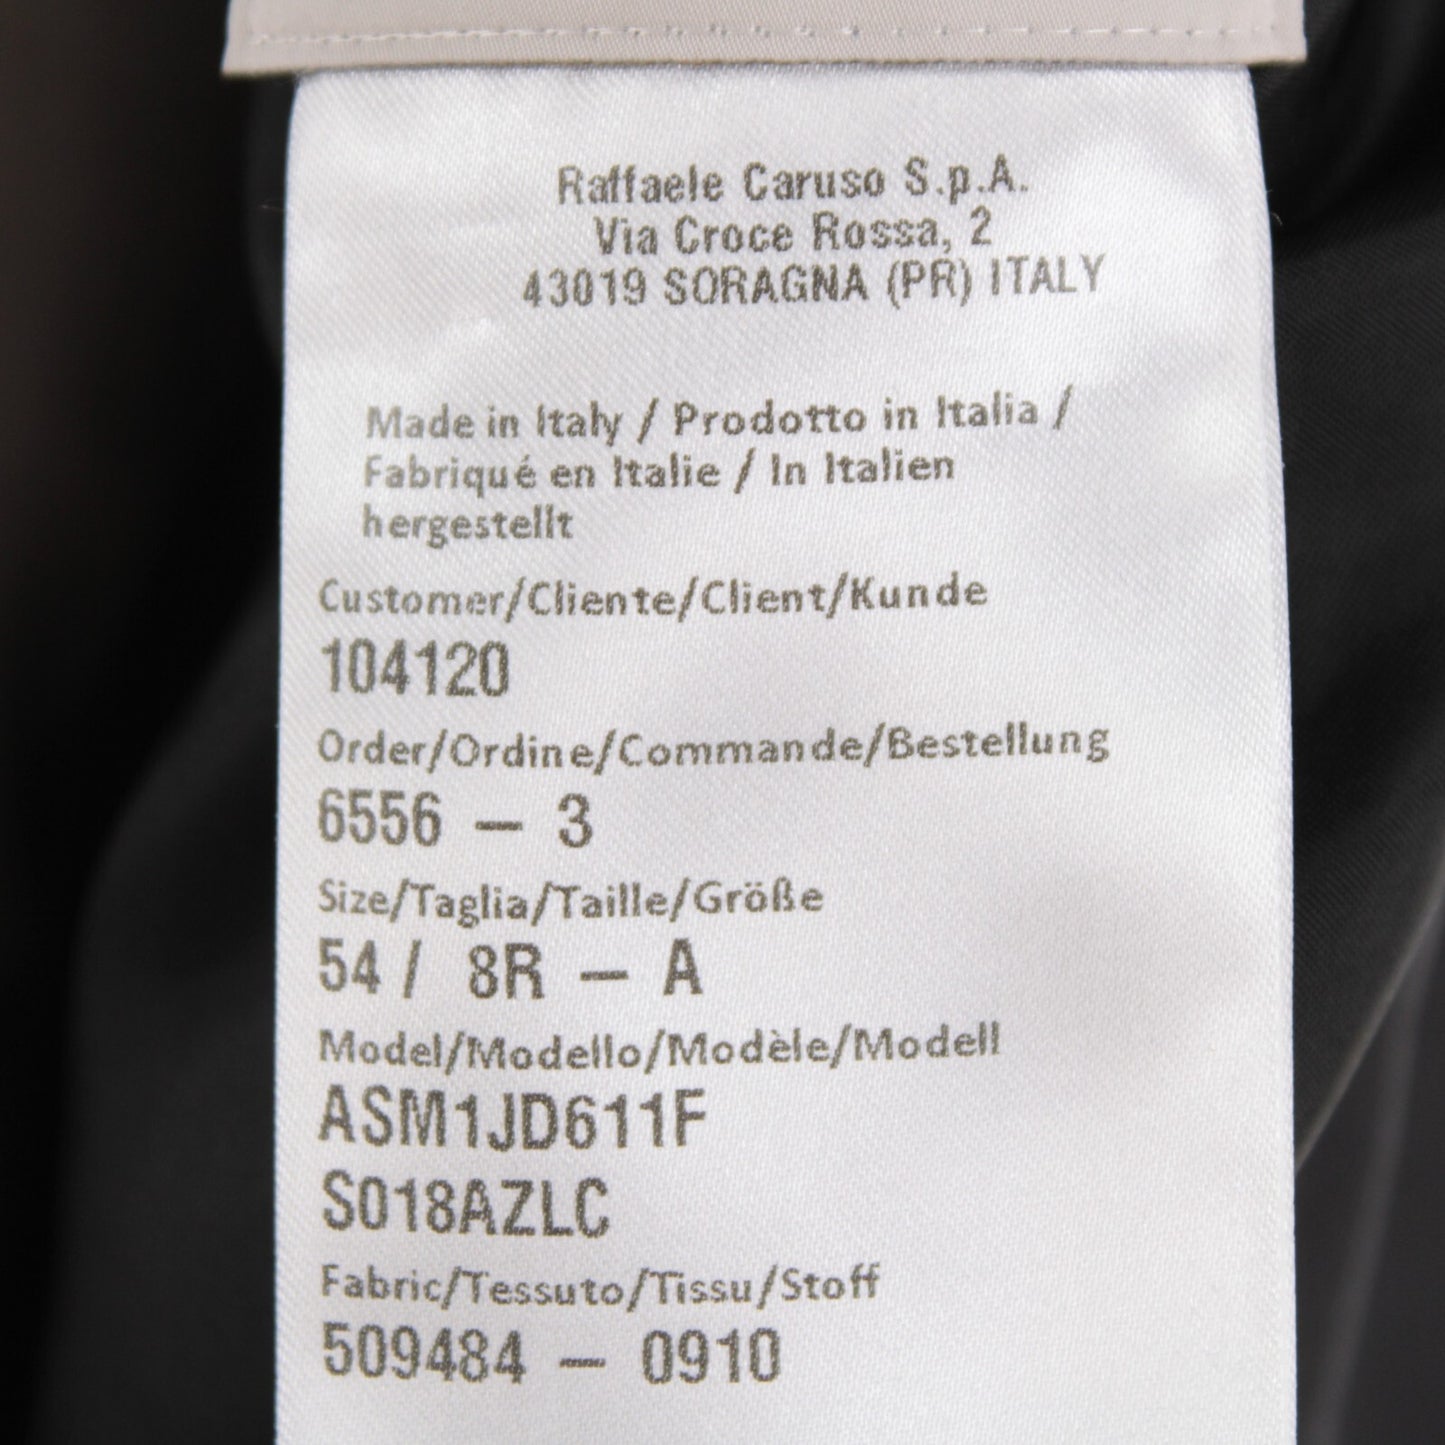 Raffaele Caruso S.p.A.
Via Croce Rossa, 2
43019 SORAGNA (PR) ITALY
Made in Italy / Prodotto in Italia /
Fabriqué en Italie / In Italien
hergestellt
Customer/Cliente/Client/Kunde
104120
Order/Ordine/Commande/Bestellung
6556 — 3
Size/Taglia/Taille/Größe
54 / 8R — A
Model/Modello/Modèle/Modell
ASM1JD611F
S018AZLC
Fabric/Tessuto/Tissu/Stoff
509484 — 0910